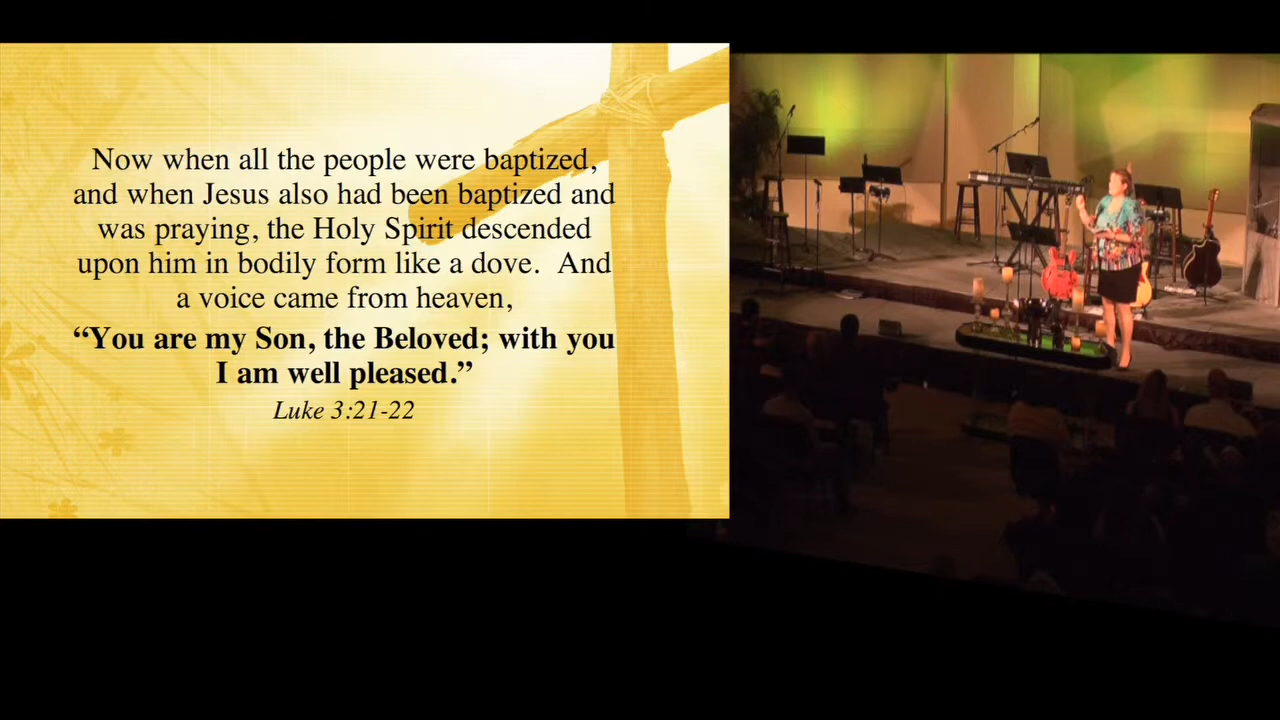 Now when all the people were baptized,
and when Jesus also had been baptized and
was praying, the Holy Spirit descended
upon him in bodily form like a dove.  And
a voice came from heaven,
“You are my Son, the Beloved; with you
I am well pleased.”
Luke 3:21-22